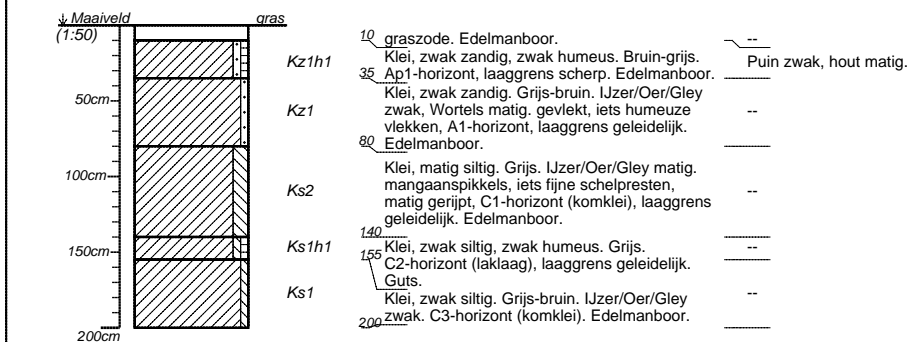 Maaiveld gras
(1:50)
10 graszode. Edelmanboor. --
Kz1h1 Klei, zwak zandig, zwak humeus. Bruin-grijs. Puin zwak, hout matig.
35 Ap1-horizont, laaggrens scherp. Edelmanboor.
50cm Kz1 Klei, zwak zandig. Grijs-bruin. IJzer/Oer/Gley
zwak, Wortels matig. gevlekt, iets humeuze --
vlekken, A1-horizont, laaggrens geleidelijk.
80 Edelmanboor.
100cm Ks2 Klei, matig siltig. Grijs. IJzer/Oer/Gley matig.
mangaanspikkels, iets fijne schelpresten,
matig gerijpt, C1-horizont (komklei), laaggrens --
geleidelijk. Edelmanboor.
140
150cm Ks1h1 Klei, zwak siltig, zwak humeus. Grijs. --
155 C2-horizont (laklaag), laaggrens geleidelijk.
Guts.
Ks1 Klei, zwak siltig. Grijs-bruin. IJzer/Oer/Gley --
200 zwak. C3-horizont (komklei). Edelmanboor.
200cm